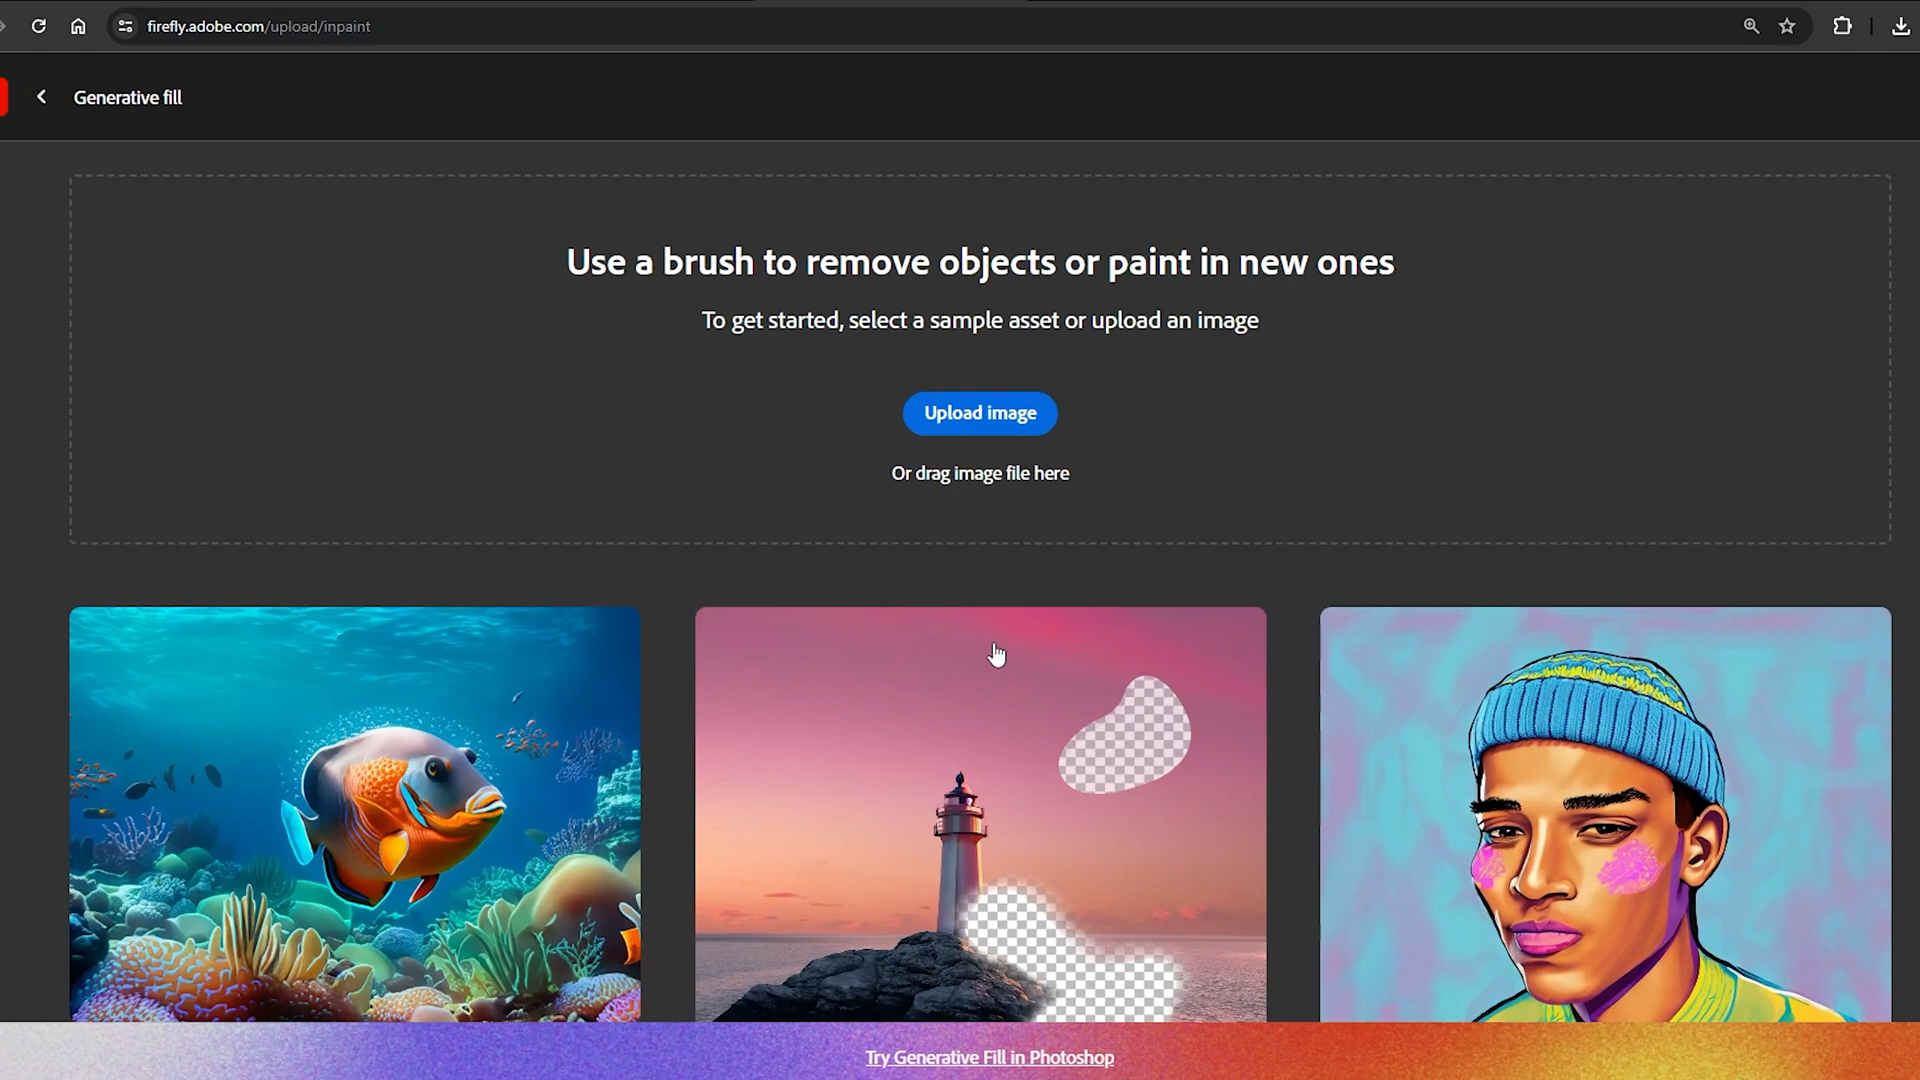 firefly.adobe.com/upload/inpaint
Generative fill
Use a brush to remove objects or paint in new ones
To get started, select a sample asset or upload an image
Upload image
Or drag image file here
Try Generative Fill in Photoshop